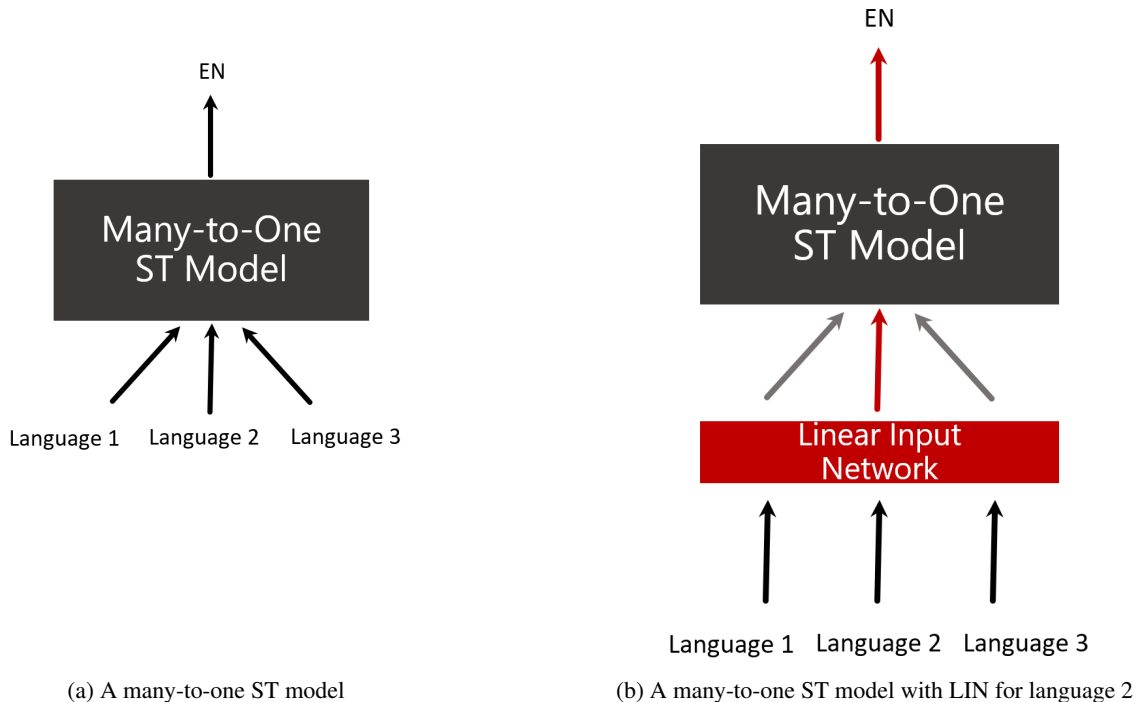 EN
Many-to-One
ST Model
Language 1
Language 2
Language 3
(a) A many-to-one ST model
EN
Many-to-One
ST Model
Linear Input
Network
Language 1
Language 2
Language 3
(b) A many-to-one ST model with LIN for language 2